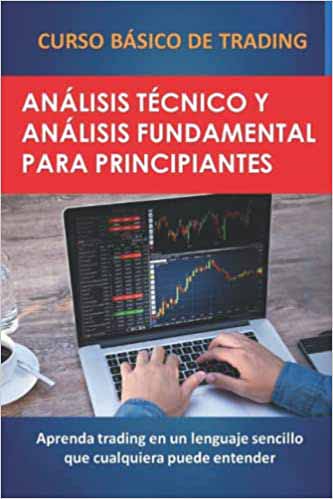 CURSO BÁSICO DE TRADING
ANÁLISIS TÉCNICO Y
ANÁLISIS FUNDAMENTAL
PARA PRINCIPIANTES
Aprenda trading en un lenguaje sencillo
que cualquiera puede entender